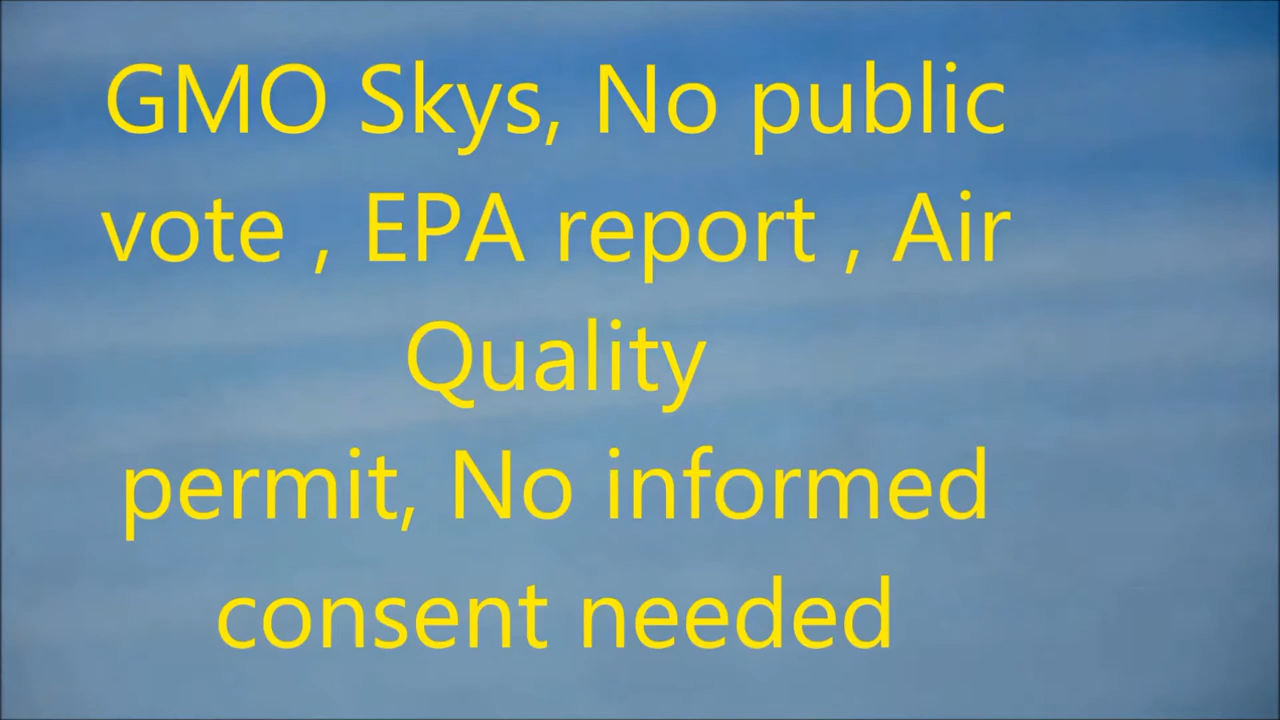 GMO Skys, No public
vote , EPA report , Air
Quality
permit, No informed
consent needed